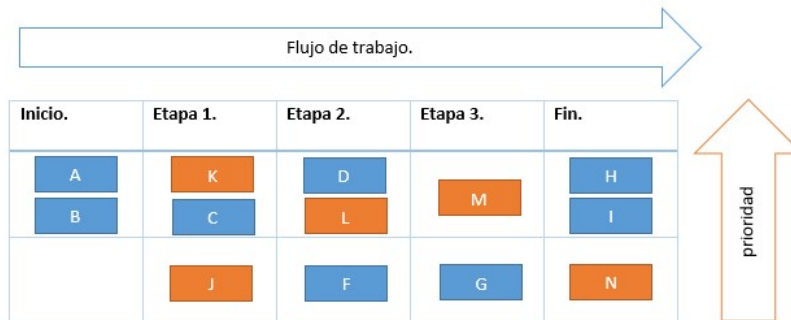 Flujo de trabajo.
Inicio. Etapa 1. Etapa 2. Etapa 3. Fin.
A K D M H
B C L I
J F G N
prioridad